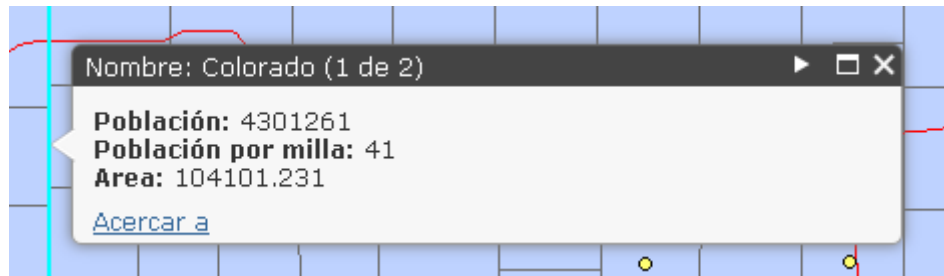 Nombre: Colorado (1 de 2)
Población: 4301261
Población por milla: 41
Area: 104101.231
Acercar a